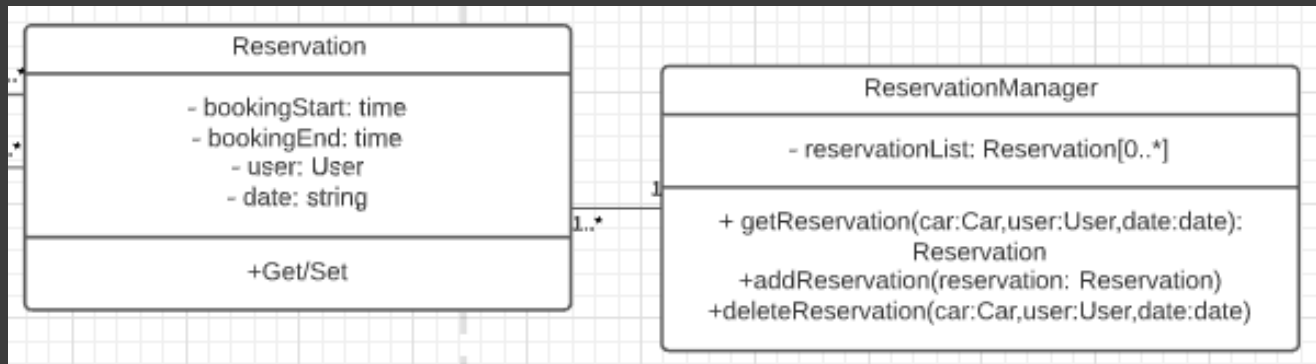 Reservation
- bookingStart: time
- bookingEnd: time
- user: User
- date: string
+Get/Set
..*
.*
1..*
1
ReservationManager
- reservationList: Reservation[0..*]
+ getReservation(car:Car,user:User,date:date):
Reservation
+addReservation(reservation: Reservation)
+deleteReservation(car:Car,user:User,date:date)